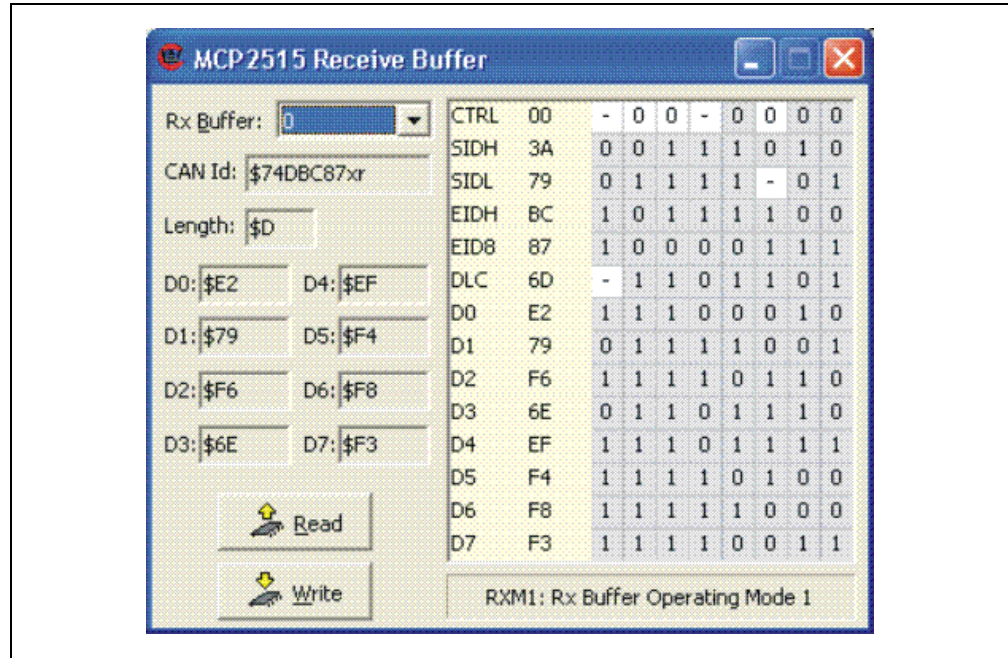 MCP2515 Receive Buffer
Rx Buffer: 0
CAN Id: $74DBC87xr
Length: $D
D0: $E2 D4: $EF
D1: $79 D5: $F4
D2: $F6 D6: $F8
D3: $6E D7: $F3
Read
Write
CTRL 00 - 0 0 - 0 0 0 0
SIDH 3A 0 0 1 1 1 0 1 0
SIDL 79 0 1 1 1 1 - 0 1
EIDH BC 1 0 1 1 1 1 0 0
EID8 87 1 0 0 0 0 1 1 1
DLC 6D - 1 1 0 1 1 0 1
D0 E2 1 1 1 0 0 0 1 0
D1 79 0 1 1 1 1 0 0 1
D2 F6 1 1 1 1 0 1 1 0
D3 6E 0 1 1 0 1 1 1 0
D4 EF 1 1 1 0 1 1 1 1
D5 F4 1 1 1 1 0 1 0 0
D6 F8 1 1 1 1 1 0 0 0
D7 F3 1 1 1 1 0 0 1 1
RXM1: Rx Buffer Operating Mode 1